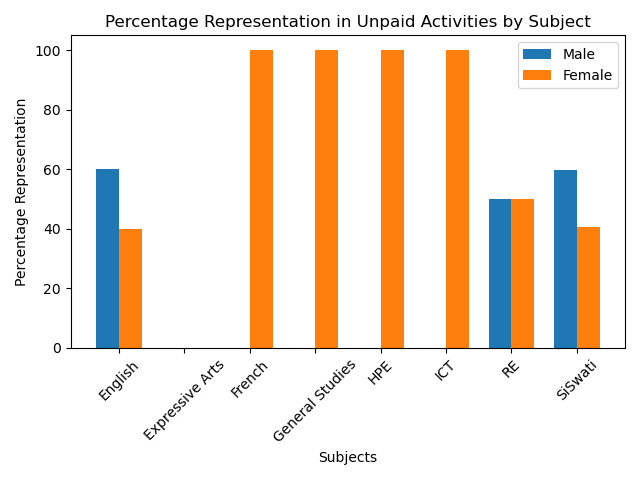 Percentage Representation in Unpaid Activities by Subject
Male
Female
Percentage Representation
100
80
60
40
20
0
English
Expressive Arts
French
General Studies
HPE
ICT
RE
SiSwati
Subjects